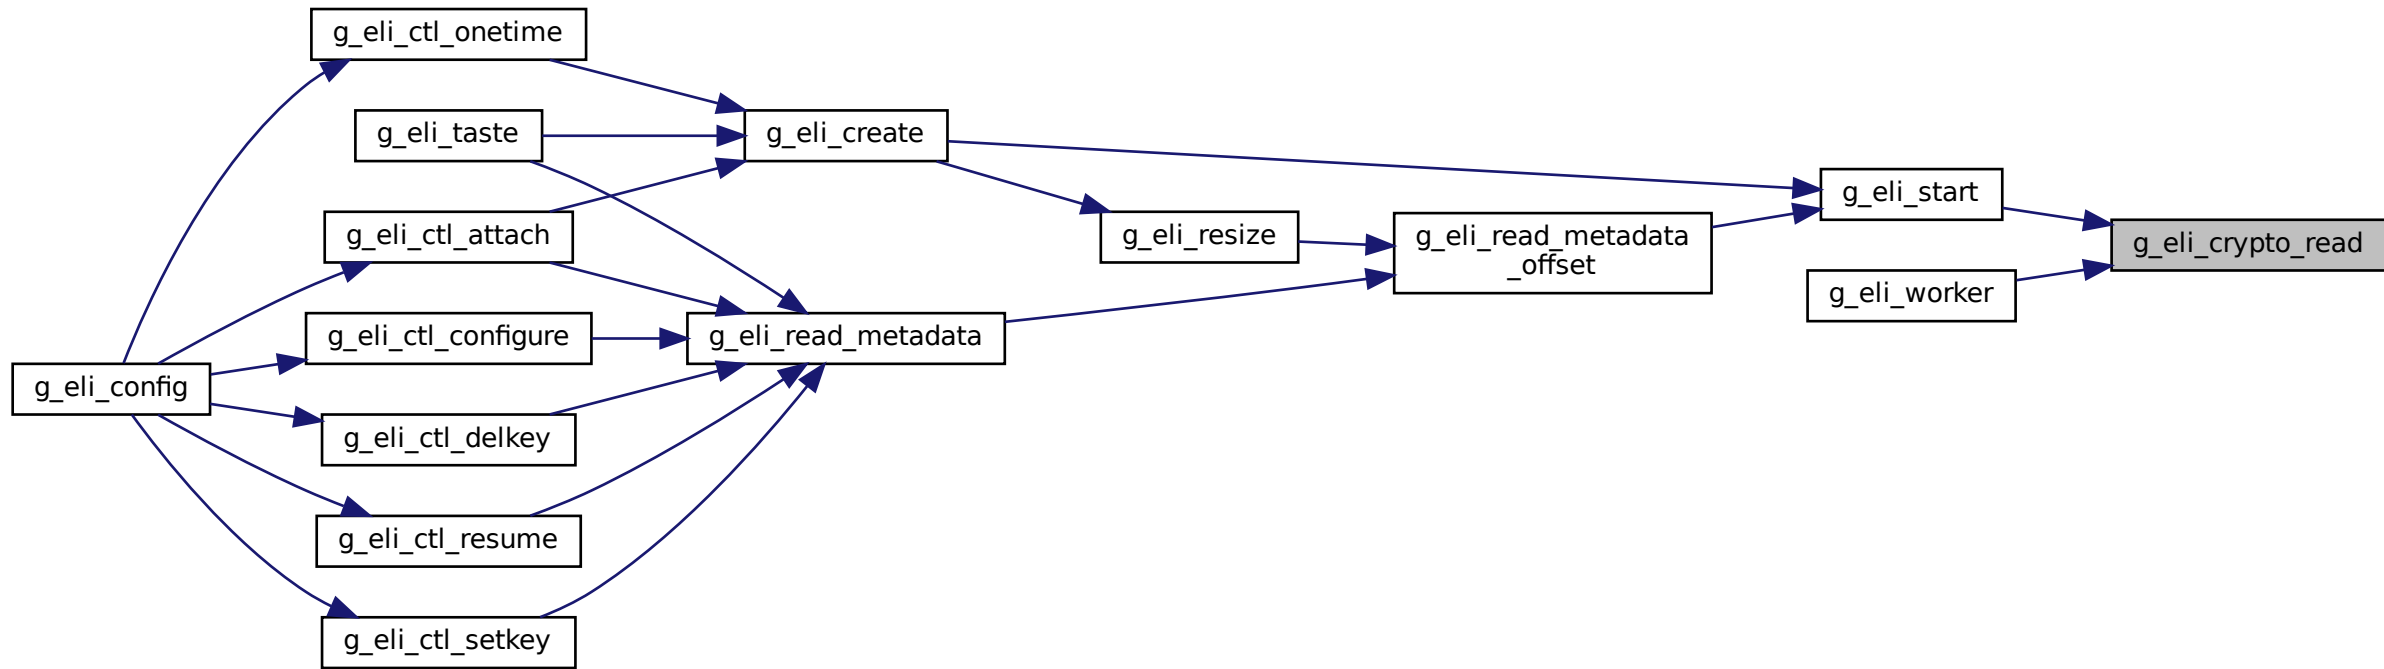 g_eli_ctl_onetime
g_eli_taste
g_eli_create
g_eli_start
g_eli_ctl_attach
g_eli_resize
g_eli_read_metadata
_offset
g_eli_crypto_read
g_eli_worker
g_eli_ctl_configure
g_eli_read_metadata
g_eli_config
g_eli_ctl_delkey
g_eli_ctl_resume
g_eli_ctl_setkey